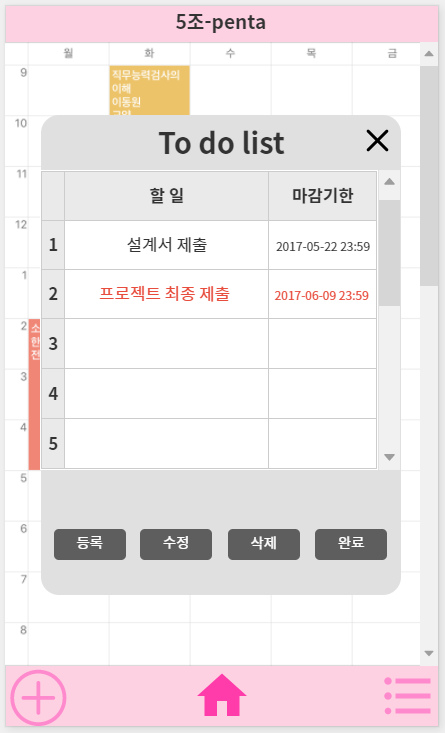 5조-penta
월 화 수 목 금
9
직무능력검사의
이해
이동원
10
To do list
11
할 일 마감기한
12
1 설계서 제출 2017-05-22 23:59
1
2 프로젝트 최종 제출 2017-06-09 23:59
2
소
한
전
3
3
4
4
5
5
등록 수정 삭제 완료
6
7
8